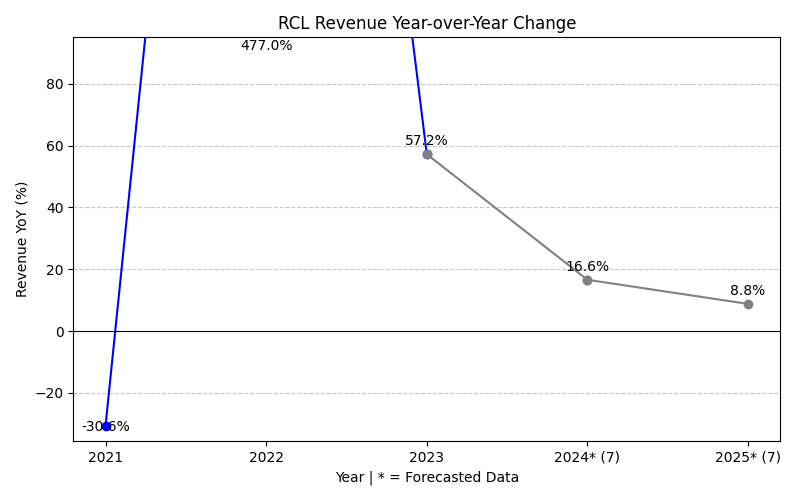 RCL Revenue Year-over-Year Change
477.0%
80
57.2%
60
40
16.6%
20
8.8%
0
−20
-30.6%
Revenue YoY (%)
2021 2022 2023 2024* (7) 2025* (7)
Year | * = Forecasted Data